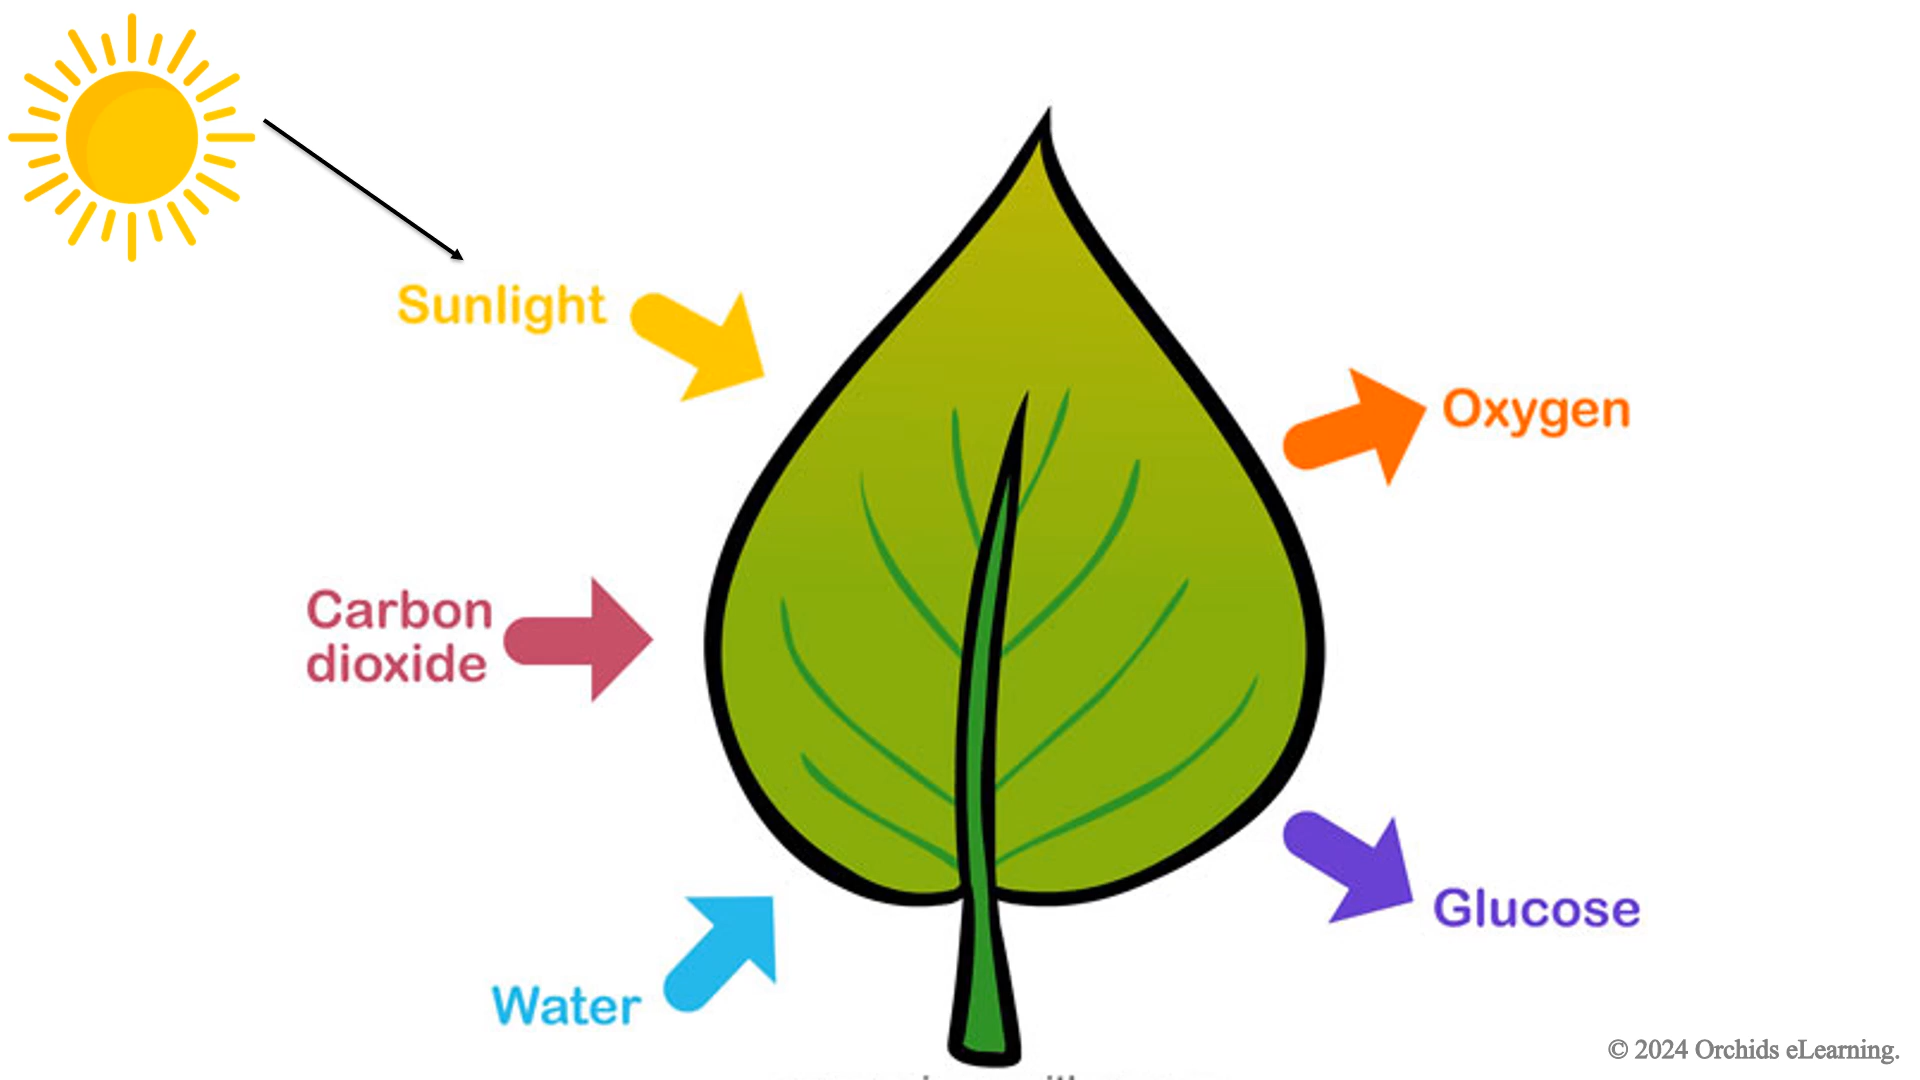 Sunlight
Oxygen
Carbon
dioxide
Glucose
Water
© 2024 Orchids eLearning.